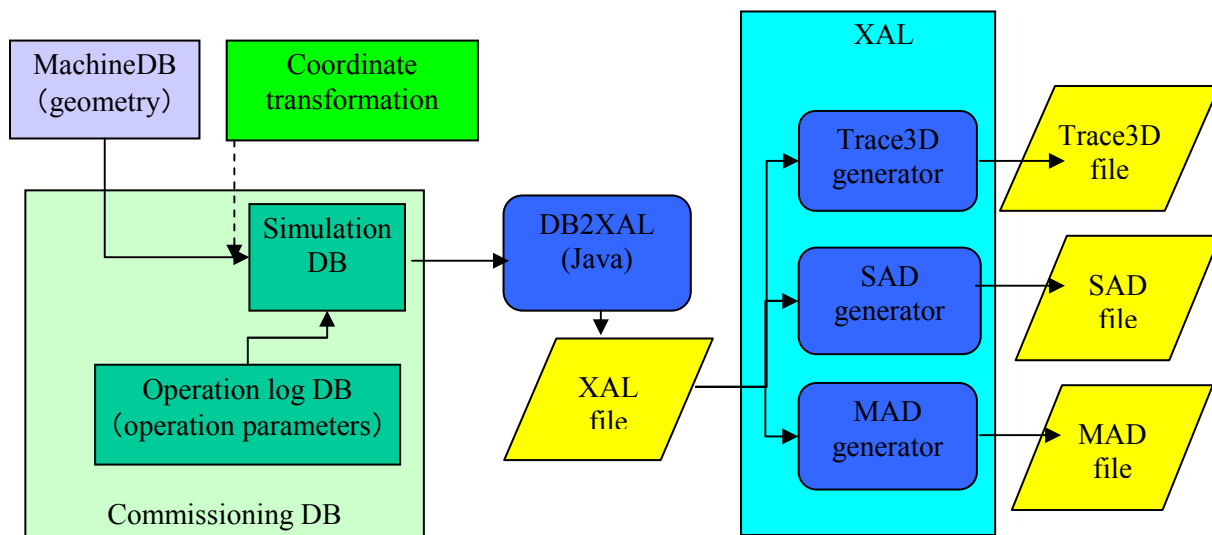 MachineDB
（geometry）
Coordinate
transformation
Simulation
DB
Operation log DB
（operation parameters）
Commissioning DB
DB2XAL
(Java)
XAL
file
XAL
Trace3D
generator
SAD
generator
MAD
generator
Trace3D
file
SAD
file
MAD
file